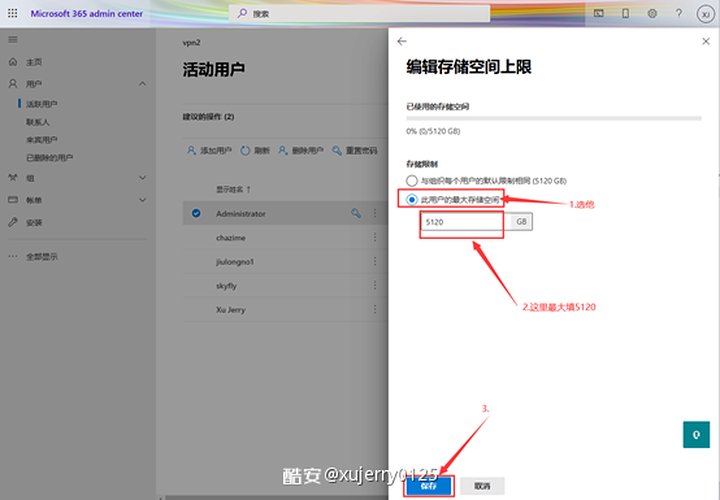 Microsoft 365 admin center
搜索
?
XJ
主页
用户
活跃用户
联系人
来宾用户
已删除的用户
组
帐单
安装
全部显示
vpn2
活动用户
建议的操作 (2)
添加用户
刷新
删除用户
重置密码
显示姓名 ↑
Administrator
chazime
jiulongno1
skyfly
Xu Jerry
编辑存储空间上限
已使用的存储空间
0% (0/5120 GB)
存储限制
与组织每个用户的默认限制相同 (5120 GB)
此用户的最大存储空间
1.选他
5120
GB
2.这里最大填5120
3.
保存
取消
酷安 @xujerry0125